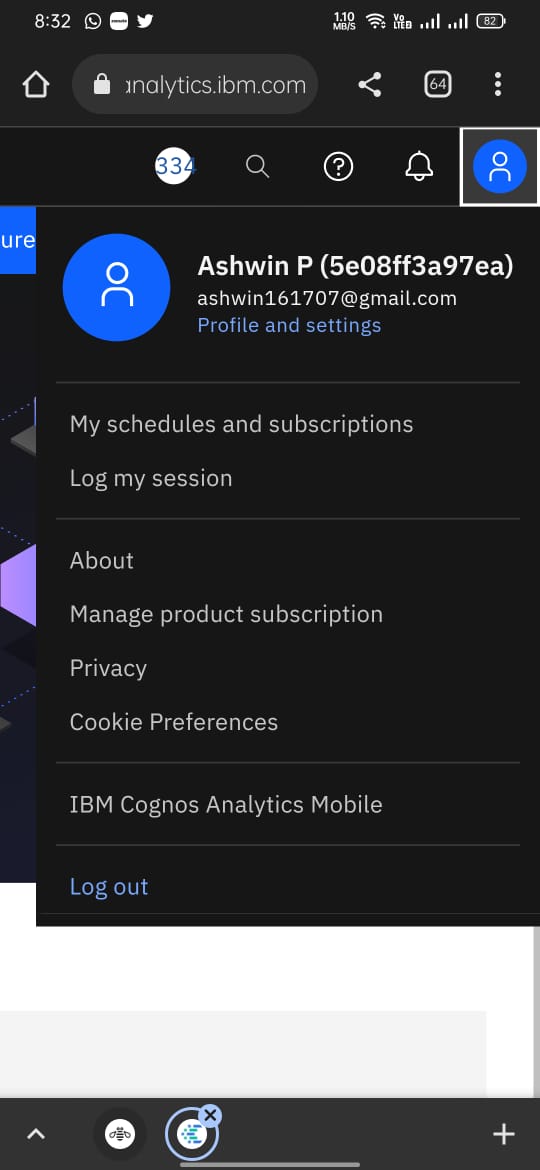 8:32
1.10
MB/S
Vo
LTE2
82
analytics.ibm.com
64
334
ure
Ashwin P (5e08ff3a97ea)
ashwin161707@gmail.com
Profile and settings
My schedules and subscriptions
Log my session
About
Manage product subscription
Privacy
Cookie Preferences
IBM Cognos Analytics Mobile
Log out